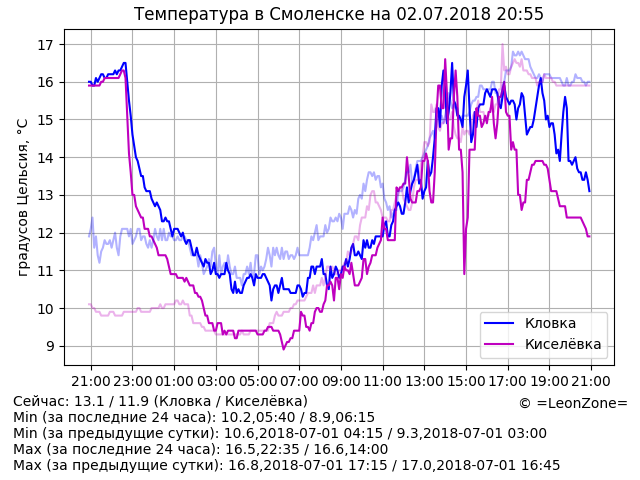 Температура в Смоленске на 02.07.2018 20:55
градусов Цельсия, °C
17
16
15
14
13
12
11
10
9
Кловка
Киселёвка
21:00 23:00 01:00 03:00 05:00 07:00 09:00 11:00 13:00 15:00 17:00 19:00 21:00
Сейчас: 13.1 / 11.9 (Кловка / Киселёвка)
© =LeonZone=
Min (за последние 24 часа): 10.2,05:40 / 8.9,06:15
Min (за предыдущие сутки): 10.6,2018-07-01 04:15 / 9.3,2018-07-01 03:00
Max (за последние 24 часа): 16.5,22:35 / 16.6,14:00
Max (за предыдущие сутки): 16.8,2018-07-01 17:15 / 17.0,2018-07-01 16:45